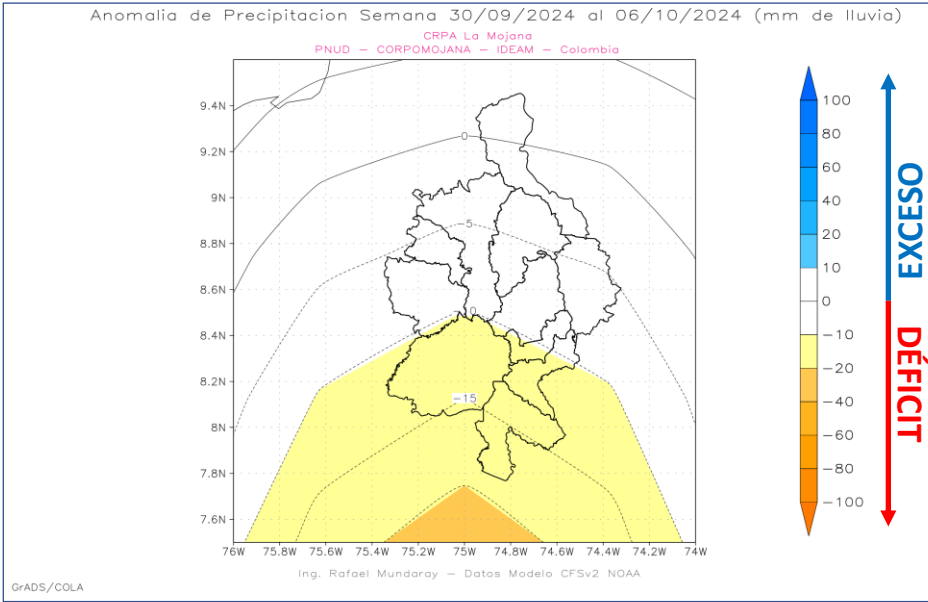 Anomalia de Precipitacion Semana 30/09/2024 al 06/10/2024 (mm de lluvia)
CRPA La Mojana
PNUD – CORPOMOJANA – IDEAM – Colombia
9.4N
9.2N
9N
8.8N
8.6N
8.4N
8.2N
8N
7.8N
7.6N
76W 75.8W 75.6W 75.4W 75.2W 75W 74.8W 74.6W 74.4W 74.2W 74W
0
-5
0
-15
100
80
60
40
20
10
0
-10
-20
-40
-60
-80
-100
EXCESO
DÉFICIT
Ing. Rafael Mundaray – Datos Modelo CFSv2 NOAA
GrADS/COLA